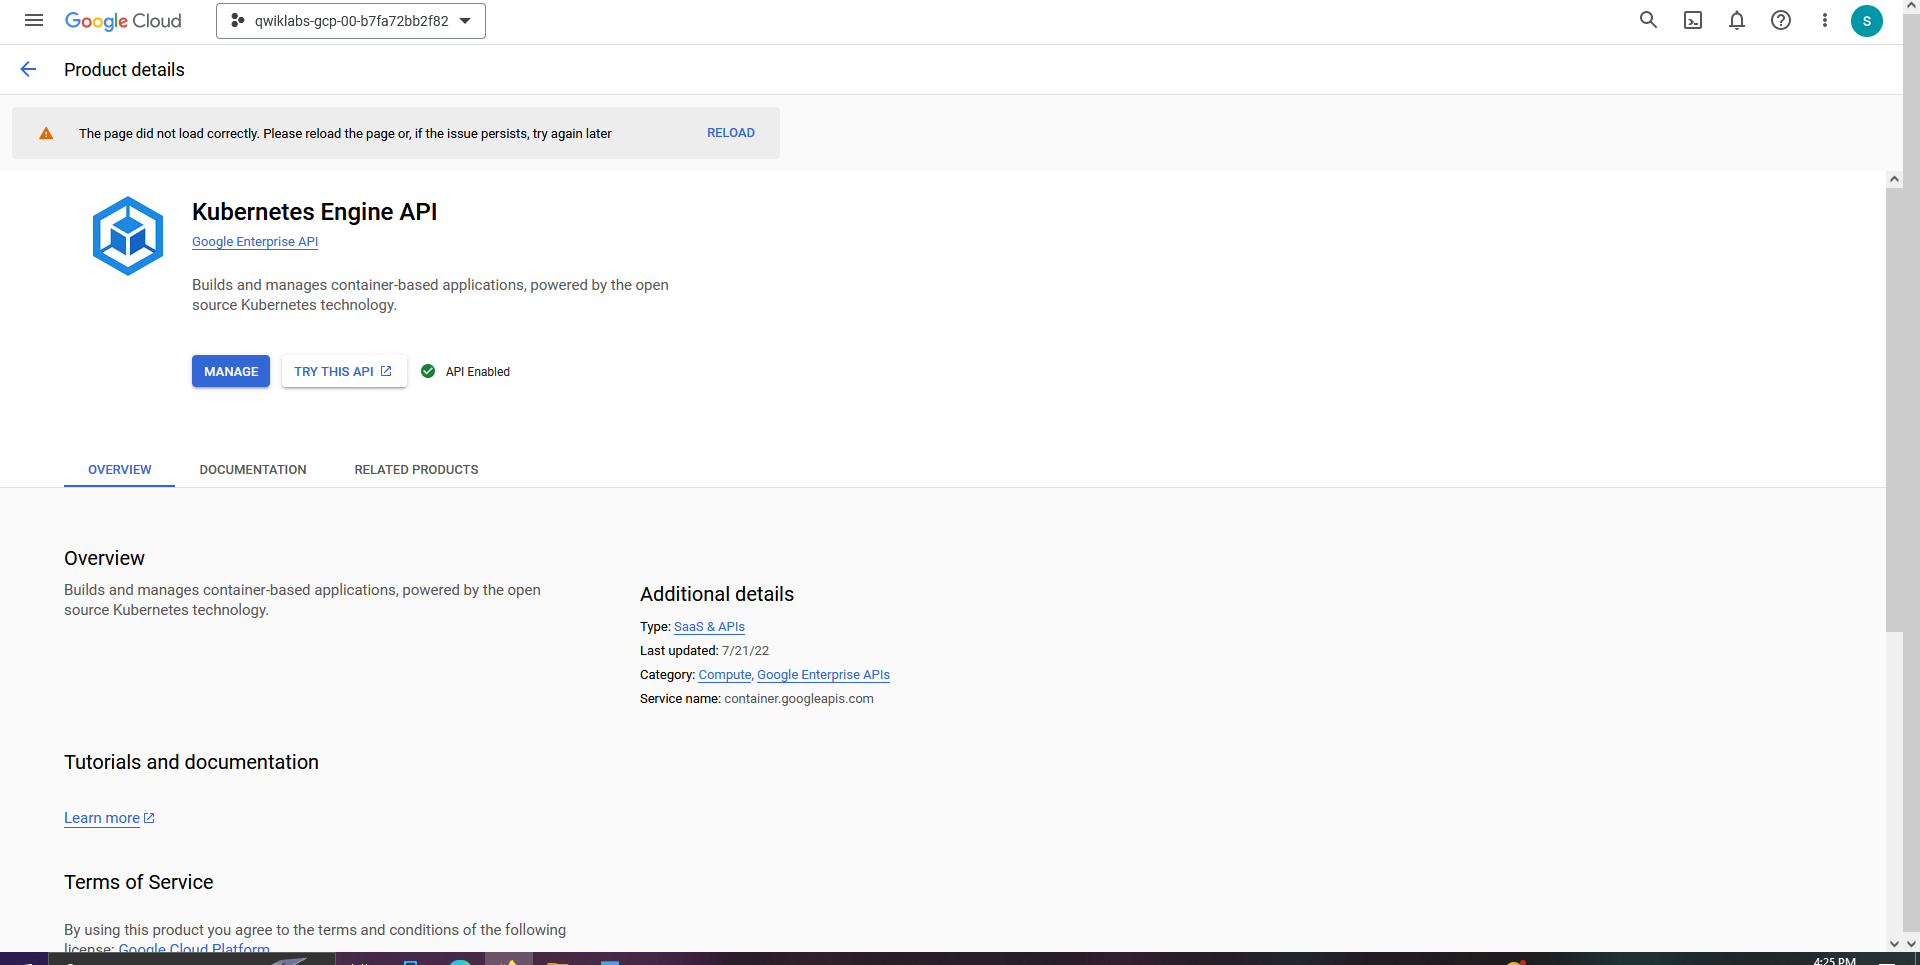 Google Cloud
qwiklabs-gcp-00-b7fa72bb2f82
S
Product details
The page did not load correctly. Please reload the page or, if the issue persists, try again later
RELOAD
Kubernetes Engine API
Google Enterprise API
Builds and manages container-based applications, powered by the open
source Kubernetes technology.
MANAGE
TRY THIS API
API Enabled
OVERVIEW
DOCUMENTATION
RELATED PRODUCTS
Overview
Builds and manages container-based applications, powered by the open
source Kubernetes technology.
Additional details
Type: SaaS & APIs
Last updated: 7/21/22
Category: Compute, Google Enterprise APIs
Service name: container.googleapis.com
Tutorials and documentation
Learn more
Terms of Service
By using this product you agree to the terms and conditions of the following
license: Google Cloud Platform
4:25 PM